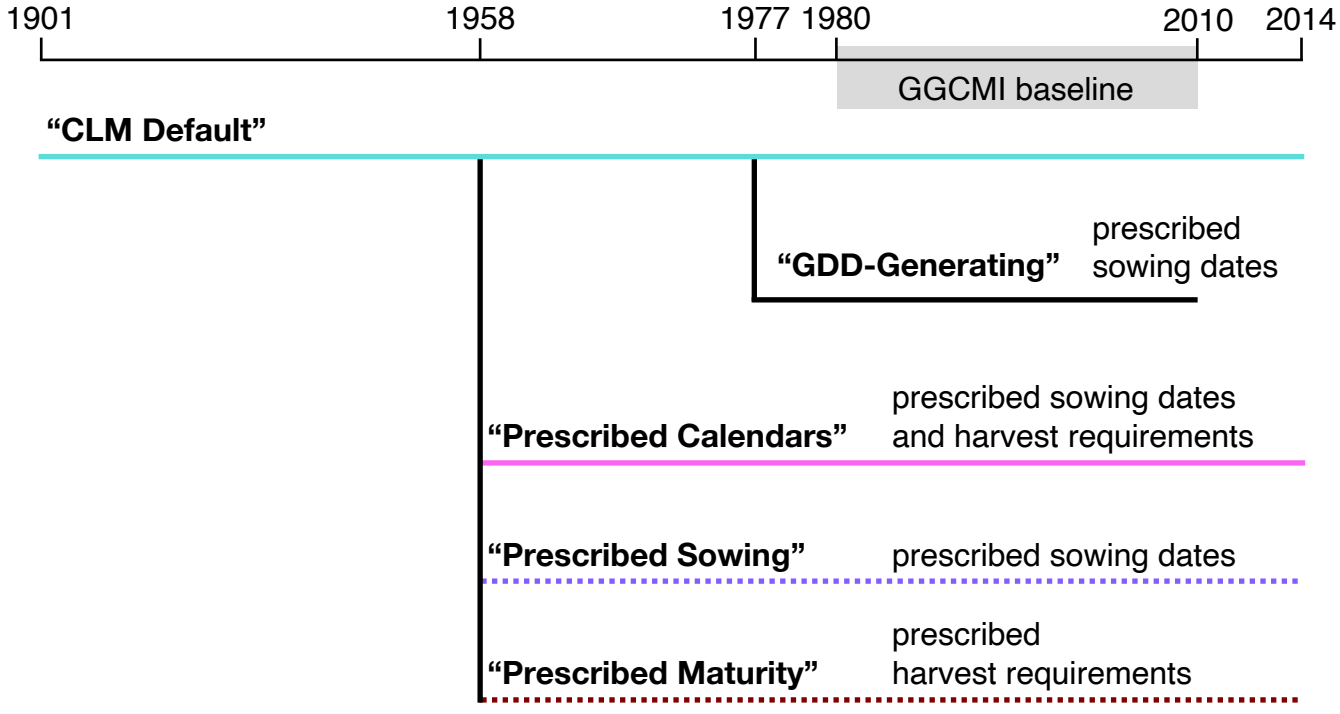 1901 1958 1977 1980 2010 2014
GGCMI baseline
“CLM Default”
prescribed
“GDD-Generating” sowing dates
prescribed sowing dates
“Prescribed Calendars” and harvest requirements
“Prescribed Sowing” prescribed sowing dates
prescribed
“Prescribed Maturity” harvest requirements